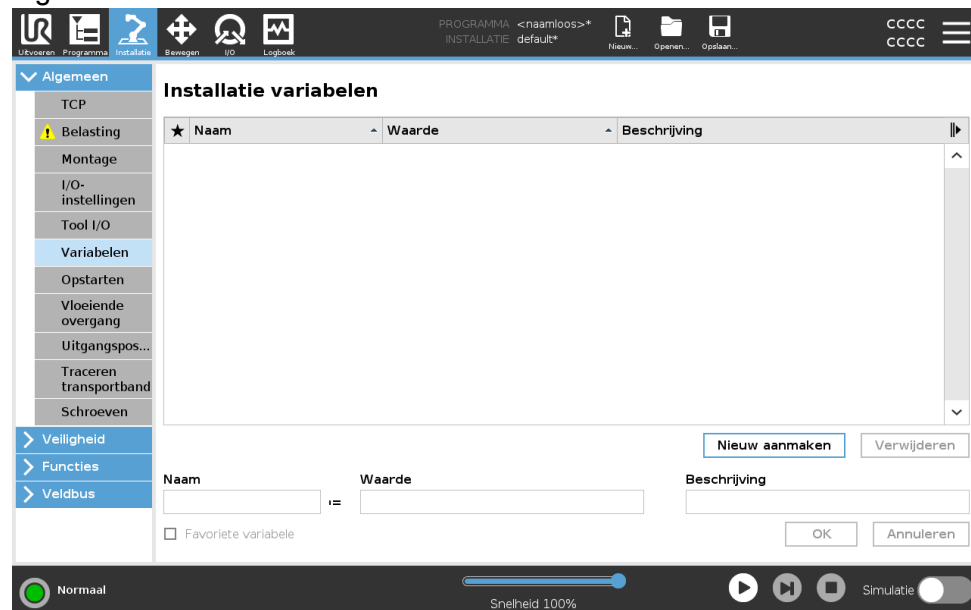 PROGRAMMA <naamloos>*
INSTALLATIE default*
Nieuw... Openen... Opslaan...
CCCC
CCCC
Uitvoeren Programma Installatie Bewegen I/O Logboek
Algemeen
TCP
Belasting
Montage
I/O-
instellingen
Tool I/O
Variabelen
Opstarten
Vloeiende
overgang
Uitgangspos...
Traceren
transportband
Schroeven
Veiligheid
Functies
Veldbus
Installatie variabelen
Naam Waarde Beschrijving
Nieuw aanmaken Verwijderen
Naam Waarde Beschrijving
:=
Favoriete variabele OK Annuleren
Normaal
Snelheid 100%
Simulatie